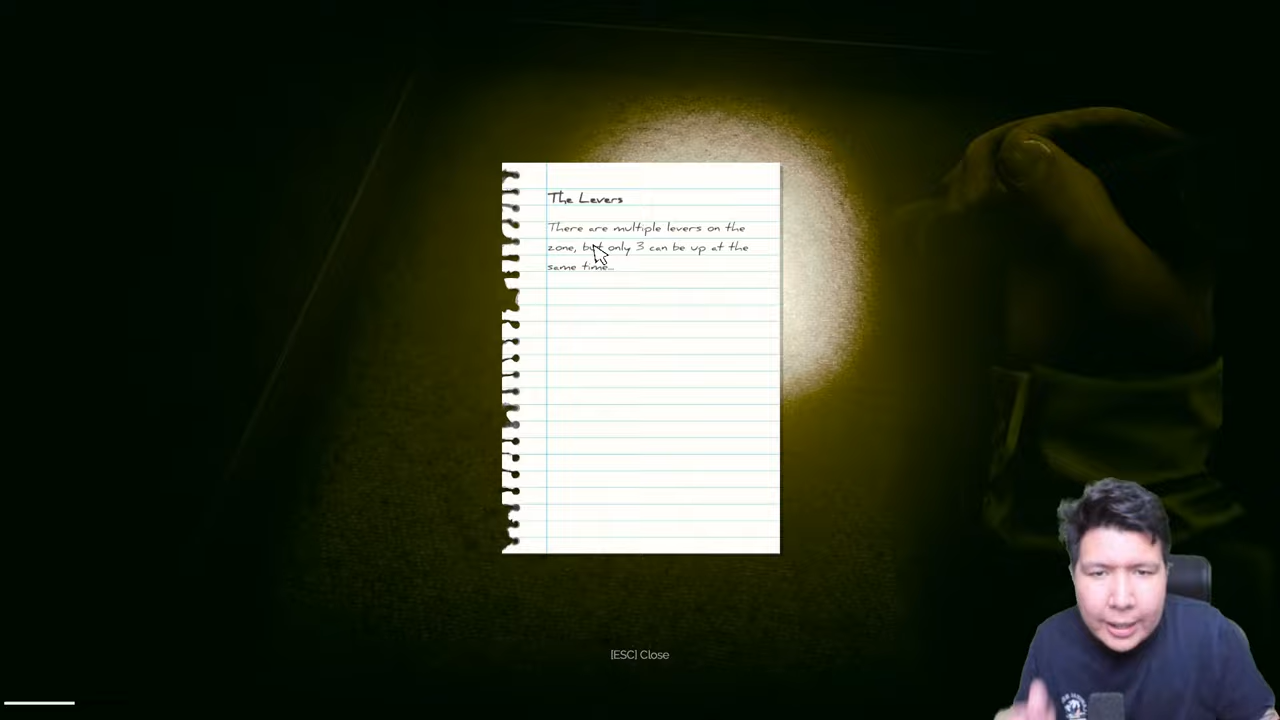 The Levers
There are multiple levers on the
zone, but only 3 can be up at the
same time...
[ESC] Close